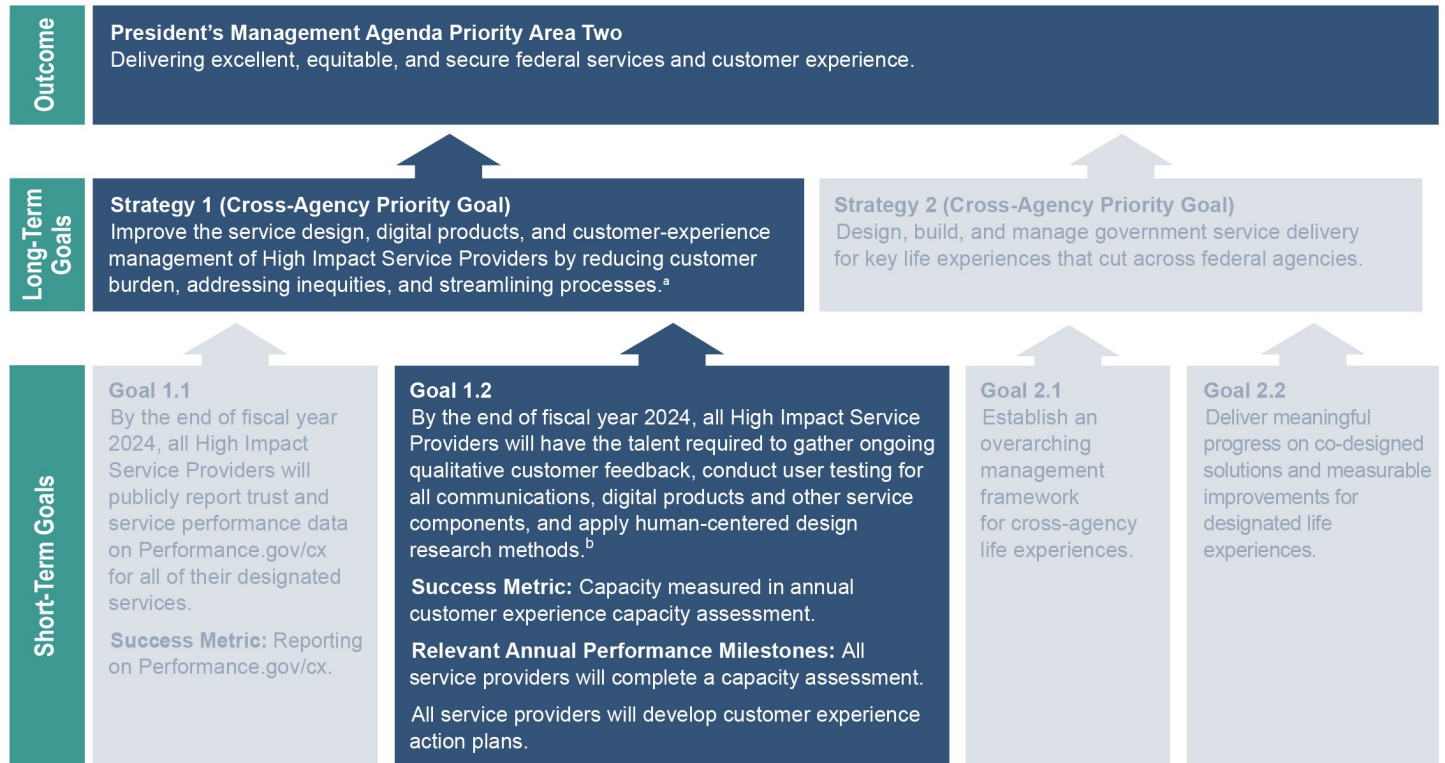 Outcome
President's Management Agenda Priority Area Two
Delivering excellent, equitable, and secure federal services and customer experience.
Long-Term
Goals
Strategy 1 (Cross-Agency Priority Goal)
Improve the service design, digital products, and customer-experience
management of High Impact Service Providers by reducing customer
burden, addressing inequities, and streamlining processes.ᵃ
Strategy 2 (Cross-Agency Priority Goal)
Design, build, and manage government service delivery
for key life experiences that cut across federal agencies.
Short-Term Goals
Goal 1.1
By the end of fiscal year
2024, all High Impact
Service Providers will
publicly report trust and
service performance data
on Performance.gov/cx
for all of their designated
services.
Success Metric: Reporting
on Performance.gov/cx.
Goal 1.2
By the end of fiscal year 2024, all High Impact Service
Providers will have the talent required to gather ongoing
qualitative customer feedback, conduct user testing for
all communications, digital products and other service
components, and apply human-centered design
research methods.ᵇ
Success Metric: Capacity measured in annual
customer experience capacity assessment.
Relevant Annual Performance Milestones: All
service providers will complete a capacity assessment.
All service providers will develop customer experience
action plans.
Goal 2.1
Establish an
overarching
management
framework
for cross-agency
life experiences.
Goal 2.2
Deliver meaningful
progress on co-designed
solutions and measurable
improvements for
designated life
experiences.